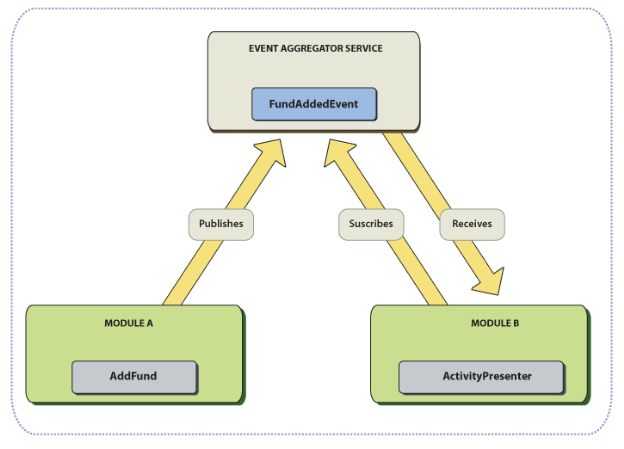 EVENT AGGREGATOR SERVICE
FundAddedEvent
Publishes
Suscribes
Receives
MODULE A
MODULE B
AddFund
ActivityPresenter